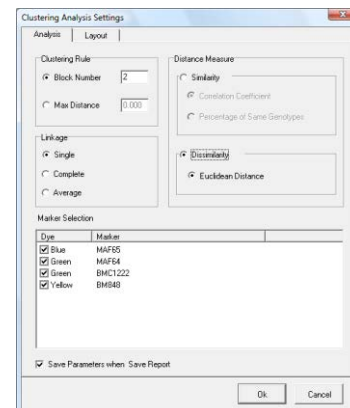 Clustering Analysis Settings
Analysis
Layout
Clustering Rule
Block Number
2
Max Distance
0.000
Linkage
Single
Complete
Average
Distance Measure
Similarity
Correlation Coefficient
Percentage of Same Genotypes
Dissimilarity
Euclidean Distance
Marker Selection
Dye Marker
Blue MAF65
Green MAF64
Green BMC1222
Yellow BM848
Save Parameters when Save Report
Ok Cancel